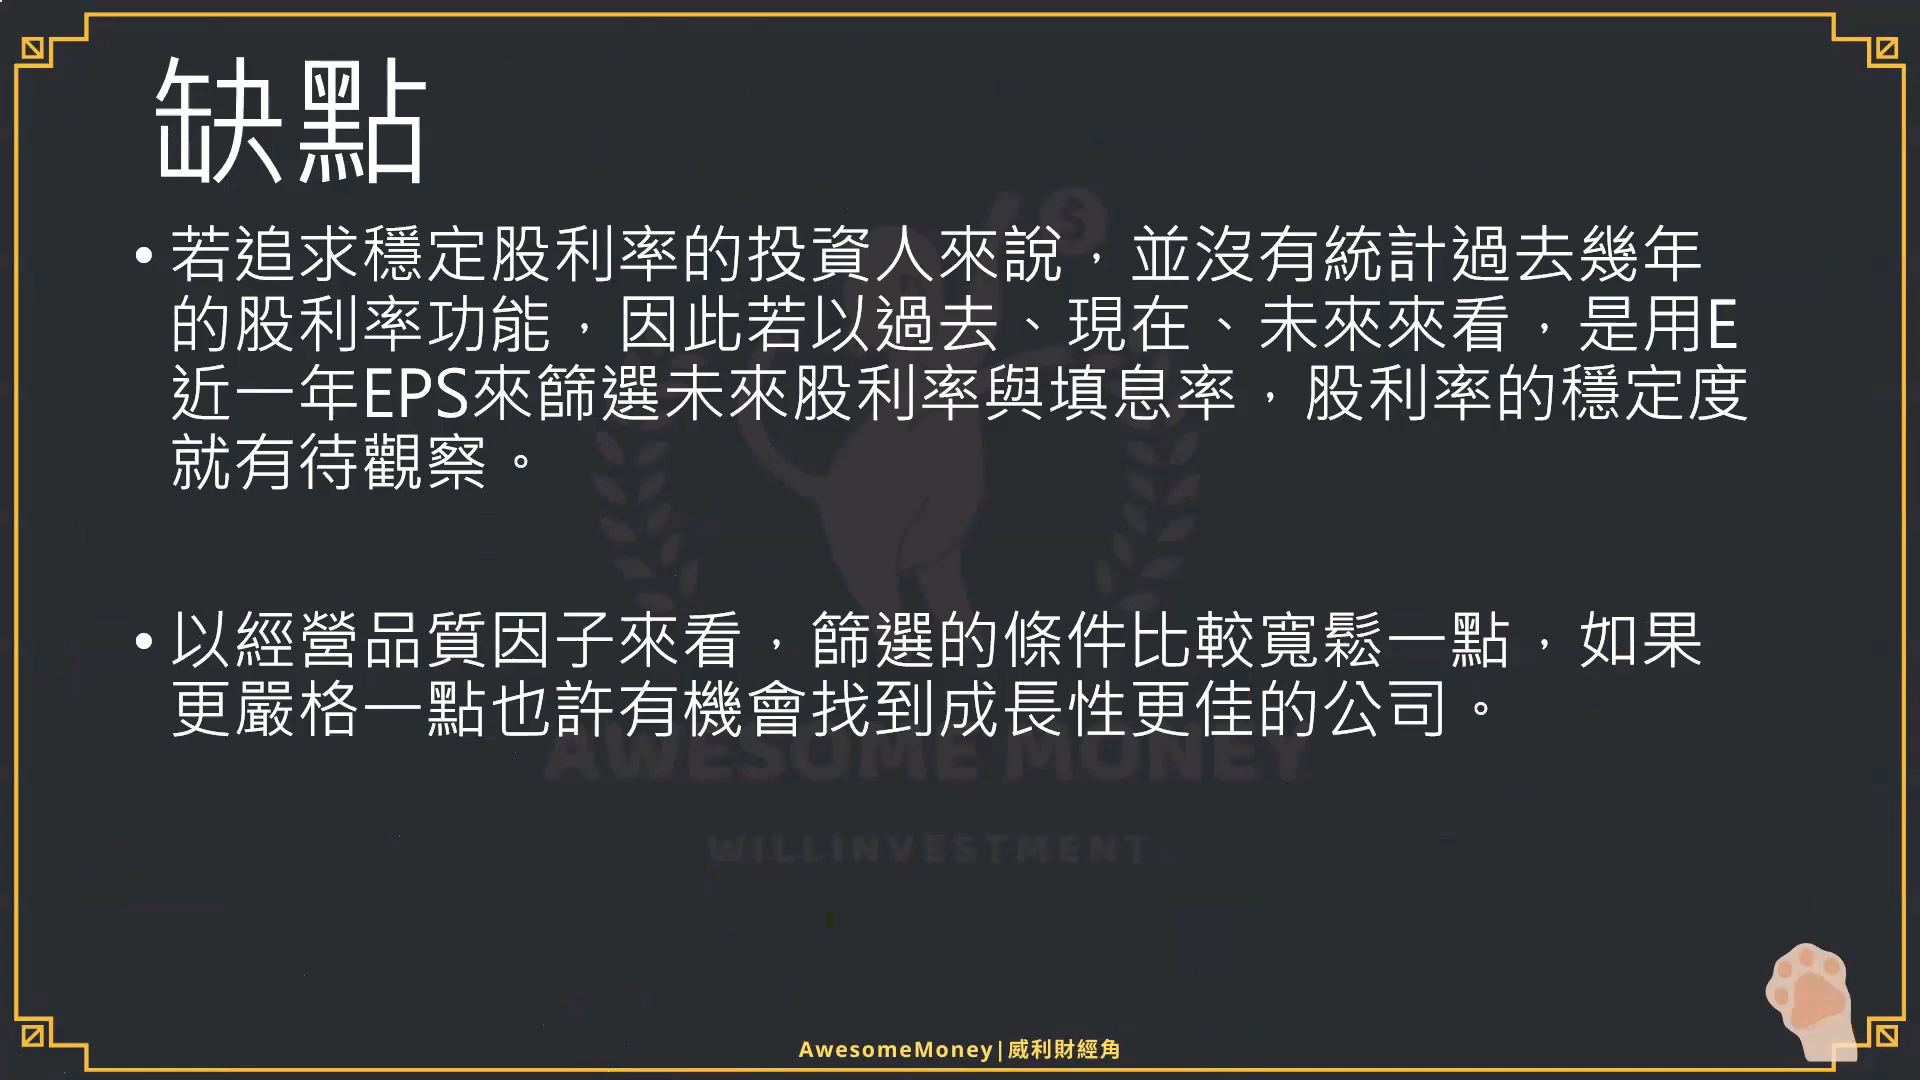 缺點
• 若追求穩定股利率的投資人來說，並沒有統計過去幾年
的股利率功能，因此若以過去、現在、未來來看，是用E
近一年EPS來篩選未來股利率與填息率，股利率的穩定度
就有待觀察。
• 以經營品質因子來看，篩選的條件比較寬鬆一點，如果
更嚴格一點也許有機會找到成長性更佳的公司。
AWESOME MONEY
WILLINVESTMENT
AwesomeMoney|威利財經角